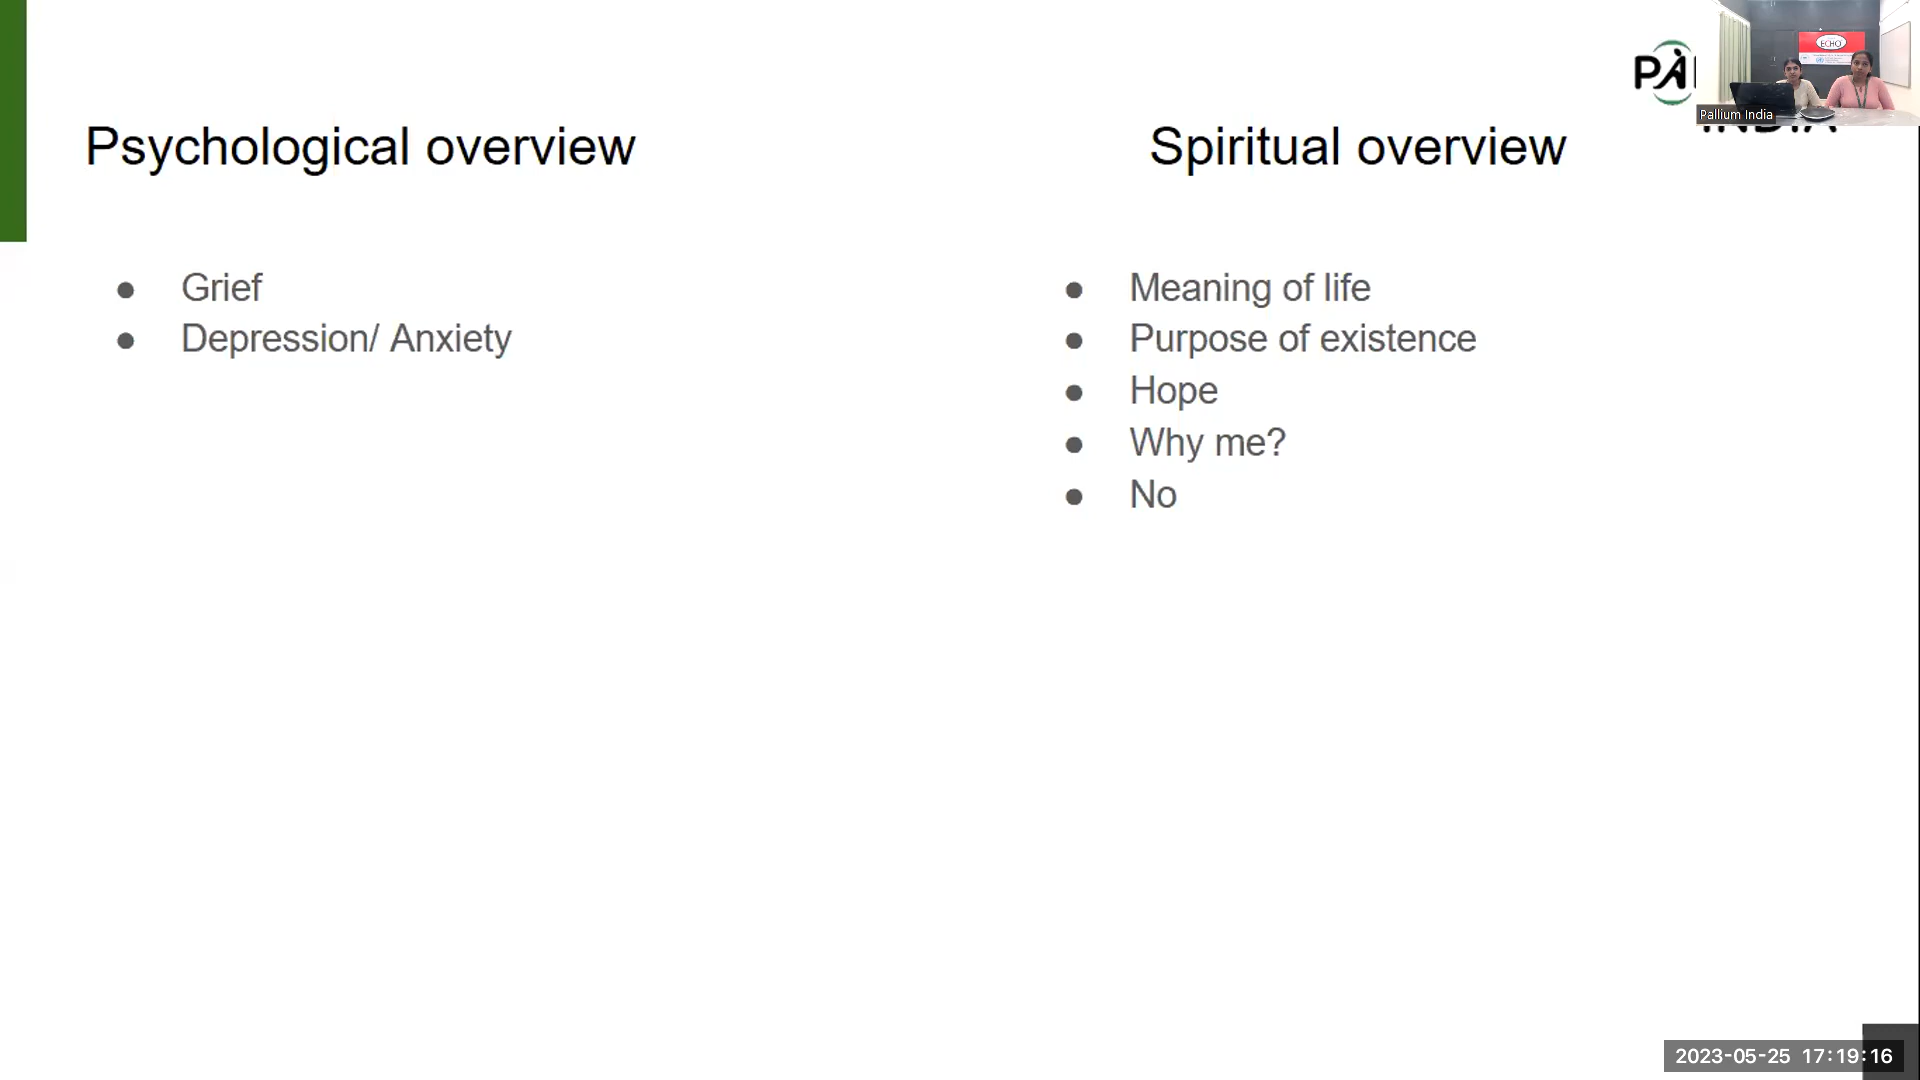 Psychological overview
Grief
Depression/ Anxiety
Spiritual overview
Meaning of life
Purpose of existence
Hope
Why me?
No
ECHO
Pallium India
INDIA
2023-05-25 17:19:16